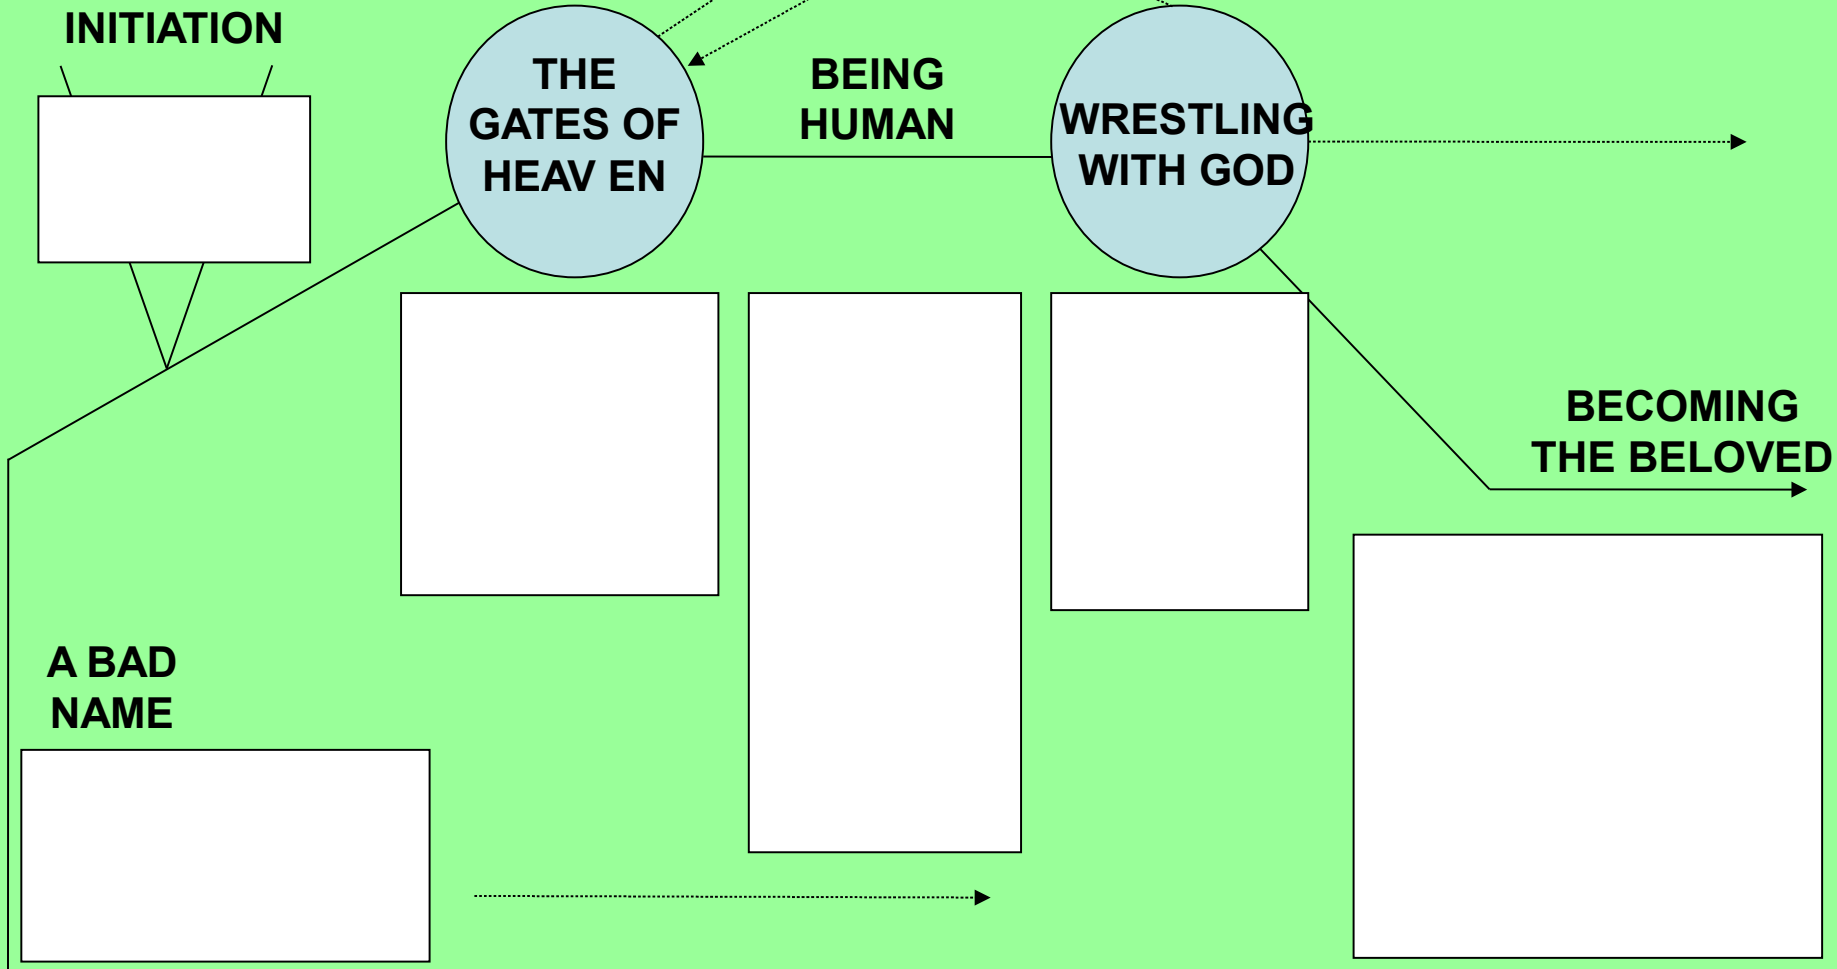 INITIATION
THE
GATES OF
HEAV EN
BEING
HUMAN
WRESTLING
WITH GOD
BECOMING
THE BELOVED
A BAD
NAME